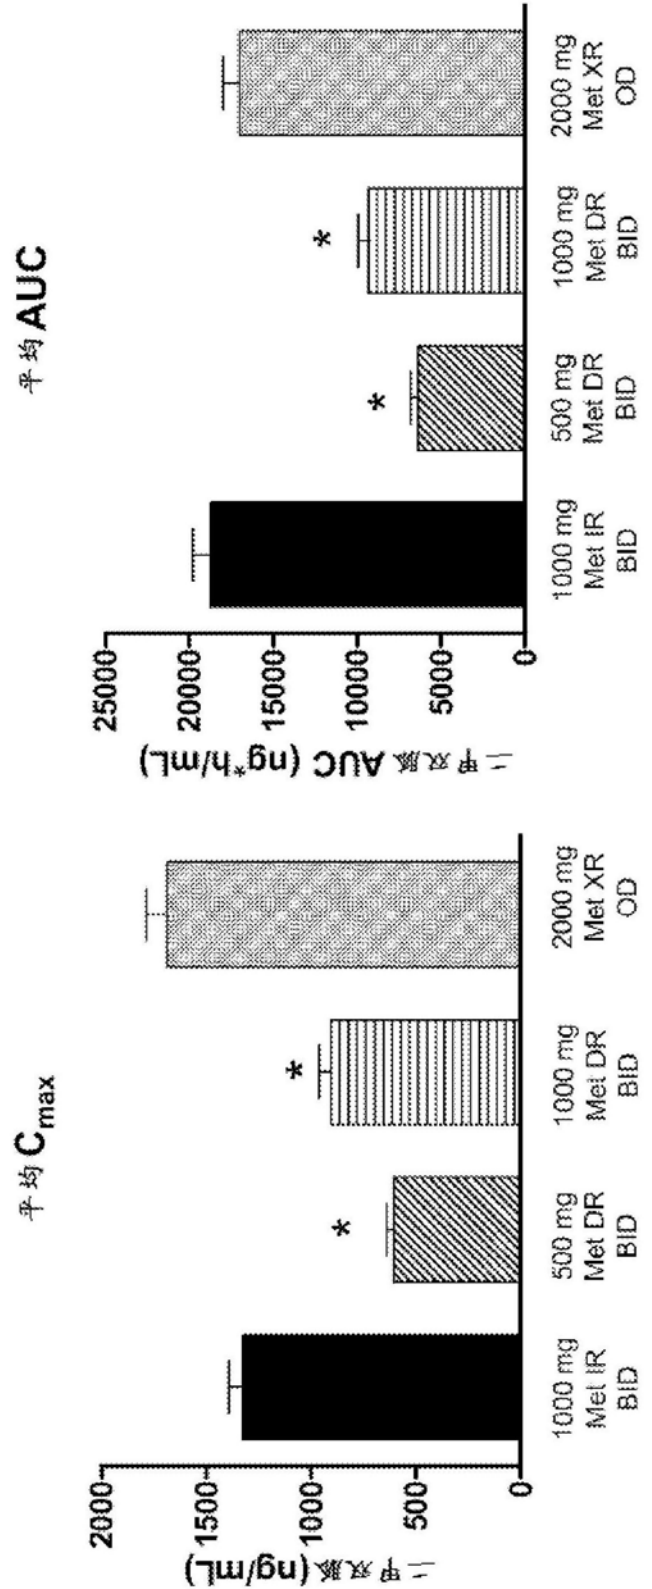 平均 Cmax
二甲双胍 (ng/mL)
2000
1500
1000
500
0
1000 mg
Met IR
BID
500 mg
Met DR
BID
1000 mg
Met DR
BID
2000 mg
Met XR
OD
*
*
平均 AUC
二甲双胍 AUC (ng*h/mL)
25000
20000
15000
10000
5000
0
1000 mg
Met IR
BID
500 mg
Met DR
BID
1000 mg
Met DR
BID
2000 mg
Met XR
OD
*
*